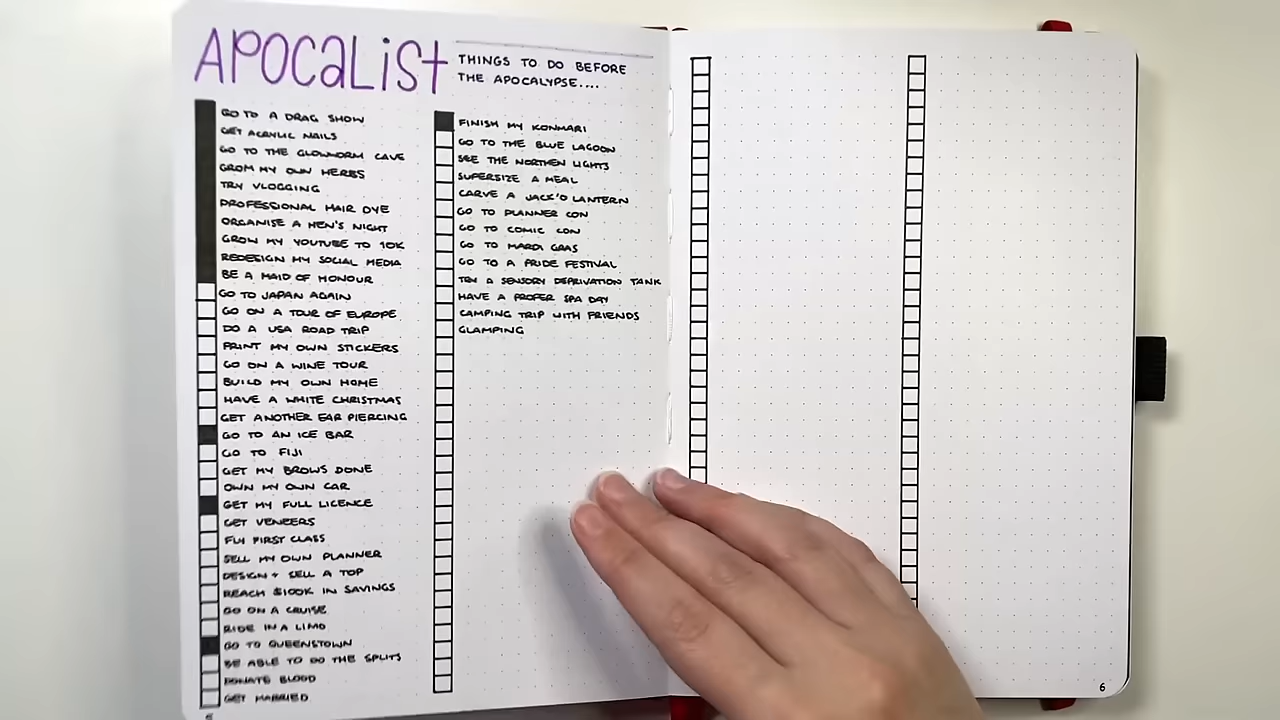 APOCALIST
THINGS TO DO BEFORE
THE APOCALYPSE....
GO TO A DRAG SHOW
GET ACRYLIC NAILS
GO TO THE GLOWWORM CAVE
GROW MY OWN HERBS
TRY VLOGGING
PROFESSIONAL HAIR DYE
ORGANISE A HEN'S NIGHT
GROW MY YOUTUBE TO 10K
REDESIGN MY SOCIAL MEDIA
BE A MAID OF HONOUR
GO TO JAPAN AGAIN
GO ON A TOUR OF EUROPE
DO A USA ROAD TRIP
PRINT MY OWN STICKERS
GO ON A WINE TOUR
BUILD MY OWN HOME
HAVE A WHITE CHRISTMAS
GET ANOTHER EAR PIERCING
GO TO AN ICE BAR
GO TO FIJI
GET MY BROWS DONE
OWN MY OWN CAR
GET MY FULL LICENCE
GET VENEERS
FLY FIRST CLASS
SELL MY OWN PLANNER
DESIGN + SELL A TOP
REACH $100K IN SAVINGS
GO ON A CRUISE
RIDE IN A LIMO
GO TO QUEENSTOWN
BE ABLE TO DO THE SPLITS
DONATE BLOOD
GET MARRIED
5
FINISH MY KONMARI
GO TO THE BLUE LAGOON
SEE THE NORTHEN LIGHTS
SUPERSIZE A MEAL
CARVE A JACK'O LANTERN
GO TO PLANNER CON
GO TO COMIC CON
GO TO MARDI GRAS
GO TO A PRIDE FESTIVAL
TRY A SENSORY DEPRIVATION TANK
HAVE A PROPER SPA DAY
CAMPING TRIP WITH FRIENDS
GLAMPING
6